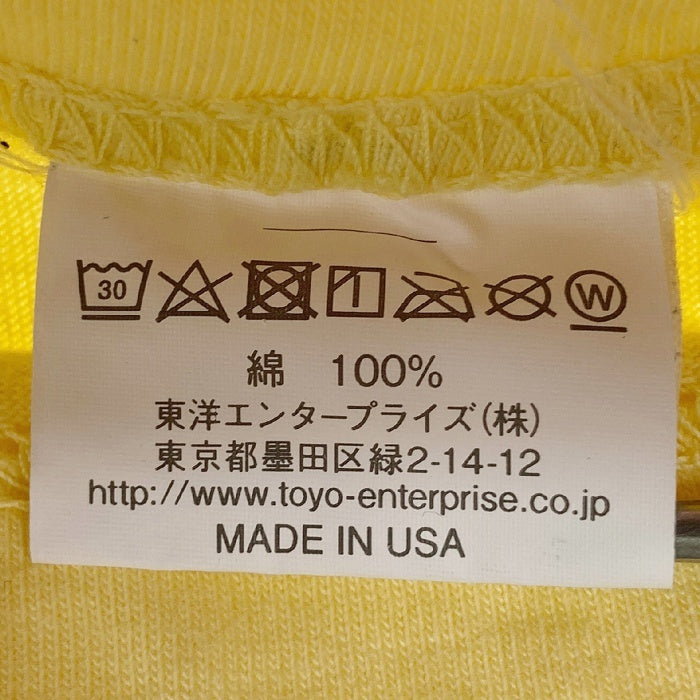 30 W
綿 100%
東洋エンタープライズ(株)
東京都墨田区緑2-14-12
http://www.toyo-enterprise.co.jp
MADE IN USA